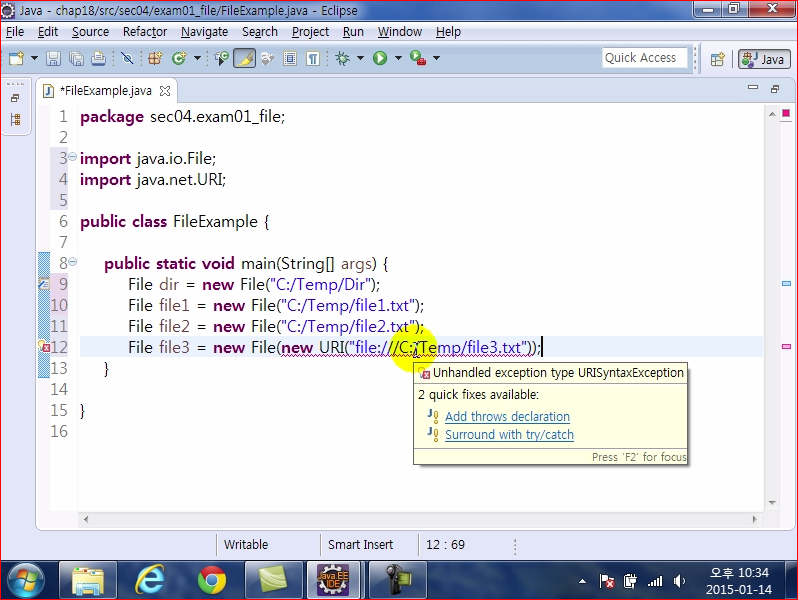 Java - chap18/src/sec04/exam01_file/FileExample.java - Eclipse
File Edit Source Refactor Navigate Search Project Run Window Help
Quick Access
Java
*FileExample.java
1 package sec04.exam01_file;
2
3 import java.io.File;
4 import java.net.URI;
5
6 public class FileExample {
7
8 public static void main(String[] args) {
9 File dir = new File("C:/Temp/Dir");
10 File file1 = new File("C:/Temp/file1.txt");
11 File file2 = new File("C:/Temp/file2.txt");
12 File file3 = new File(new URI("file:///C:/Temp/file3.txt"));
13 }
14
15 }
16
Unhandled exception type URISyntaxException
2 quick fixes available:
Add throws declaration
Surround with try/catch
Press 'F2' for focus
Writable Smart Insert 12 : 69
Java EE
IDE
오후 10:34
2015-01-14